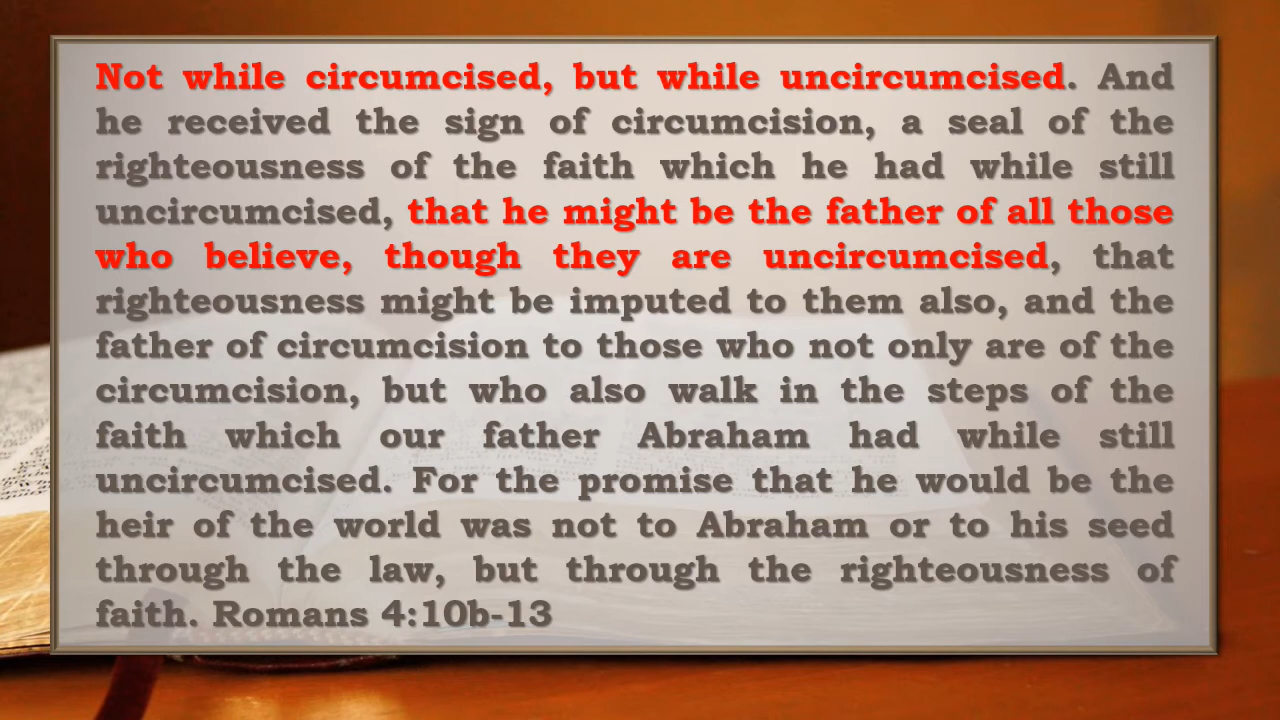 Not while circumcised, but while uncircumcised. And
he received the sign of circumcision, a seal of the
righteousness of the faith which he had while still
uncircumcised, that he might be the father of all those
who believe, though they are uncircumcised, that
righteousness might be imputed to them also, and the
father of circumcision to those who not only are of the
circumcision, but who also walk in the steps of the
faith which our father Abraham had while still
uncircumcised. For the promise that he would be the
heir of the world was not to Abraham or to his seed
through the law, but through the righteousness of
faith. Romans 4:10b-13